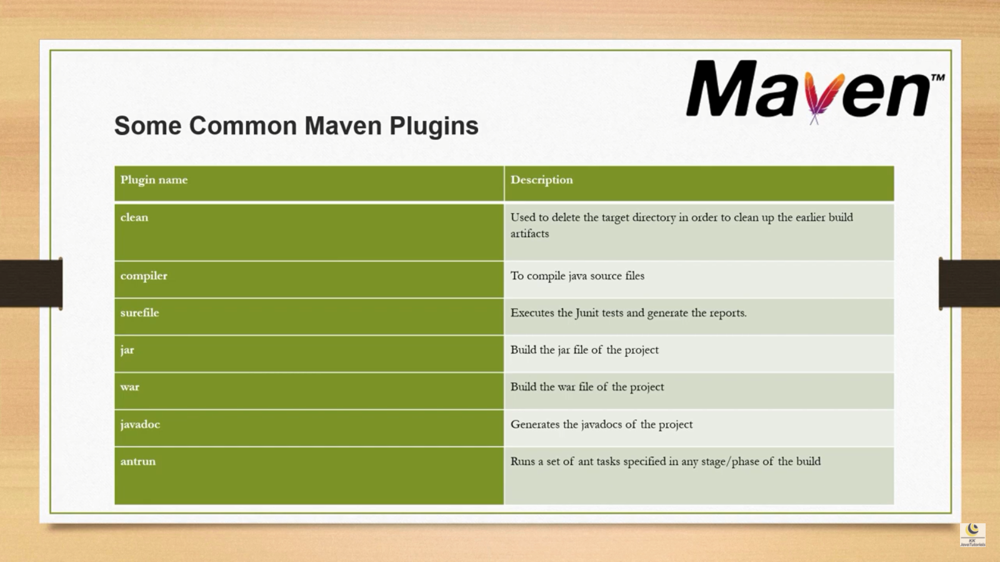 Maven™
Some Common Maven Plugins
Plugin name
Description
clean
Used to delete the target directory in order to clean up the earlier build
artifacts
compiler
To compile java source files
surefile
Executes the Junit tests and generate the reports.
jar
Build the jar file of the project
war
Build the war file of the project
javadoc
Generates the javadocs of the project
antrun
Runs a set of ant tasks specified in any stage/phase of the build
KK
JavaTutorials